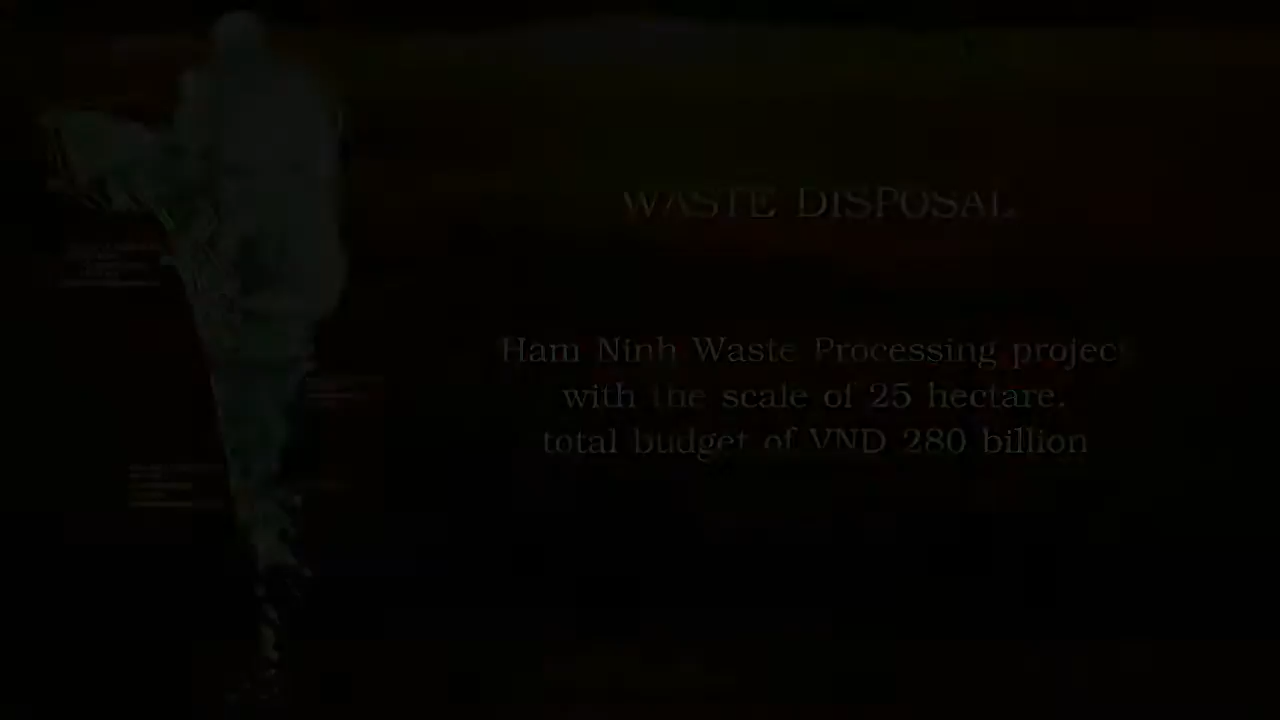 WASTE DISPOSAL
Ham Ninh Waste Processing project
with the scale of 25 hectare.
total budget of VND 280 billion